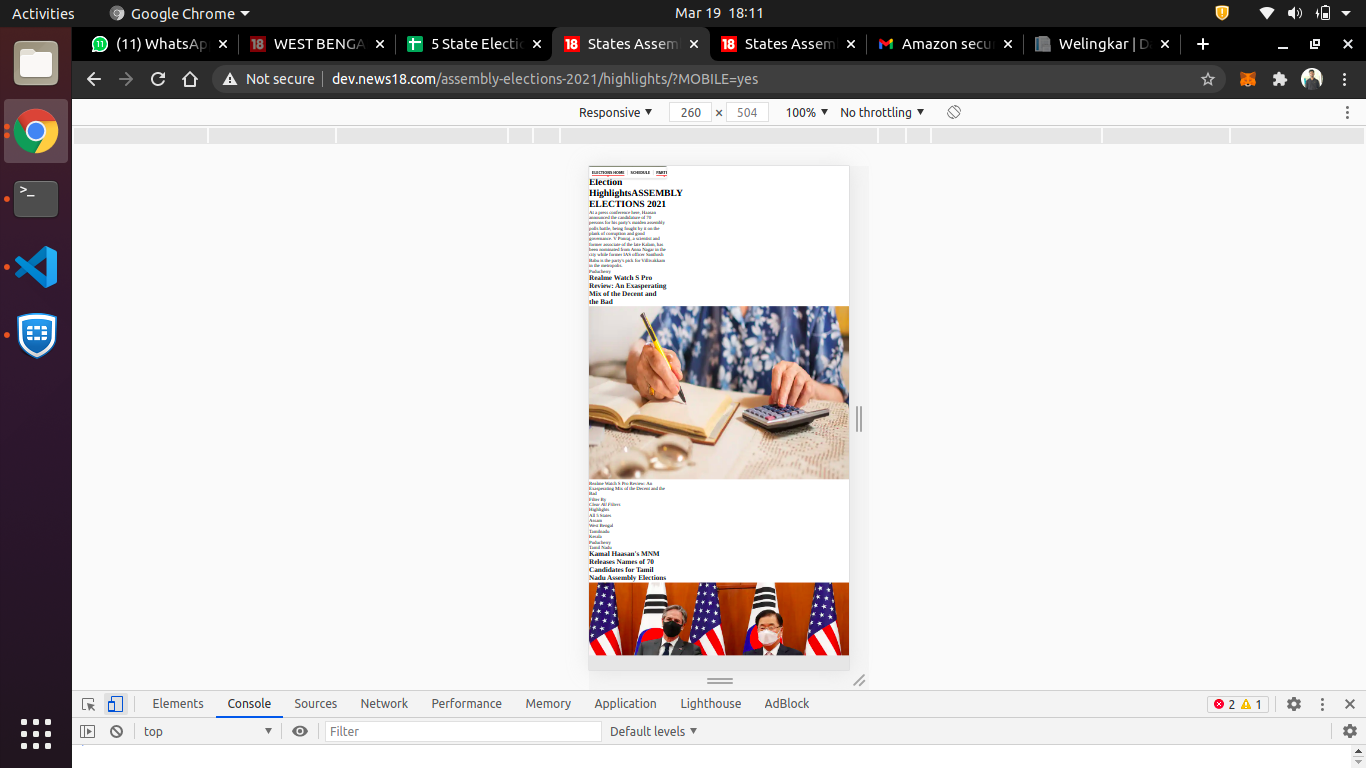 Activities
Google Chrome
Mar 19 18:11
(11) WhatsAp
WEST BENGA
5 State Electi
States Assem
States Assem
Amazon secu
Welingkar | D
Not secure
dev.news18.com/assembly-elections-2021/highlights/?MOBILE=yes
Responsive
260 × 504
100%
No throttling
ELECTIONS HOME
SCHEDULE
PARTI
Election
HighlightsASSEMBLY
ELECTIONS 2021
At a press conference here, Haasan
announced the candidature of 70
persons for his party's maiden assembly
polls battle, being fought by it on the
plank of corruption and good
governance. V Ponraj, a scientist and
former associate of the late Kalam, has
been nominated from Anna Nagar in the
city while former IAS officer Santhosh
Babu is the party's pick for Villivakkam
in the metropolis.
Puducherry
Realme Watch S Pro
Review: An Exasperating
Mix of the Decent and
the Bad
Realme Watch S Pro Review: An
Exasperating Mix of the Decent and the
Bad
Filter By
Clear All Filters
Highlights
All 5 States
Assam
West Bengal
Tamilnadu
Kerala
Puducherry
Tamil Nadu
Kamal Haasan's MNM
Releases Names of 70
Candidates for Tamil
Nadu Assembly Elections
Elements
Console
Sources
Network
Performance
Memory
Application
Lighthouse
AdBlock
2
1
top
Filter
Default levels